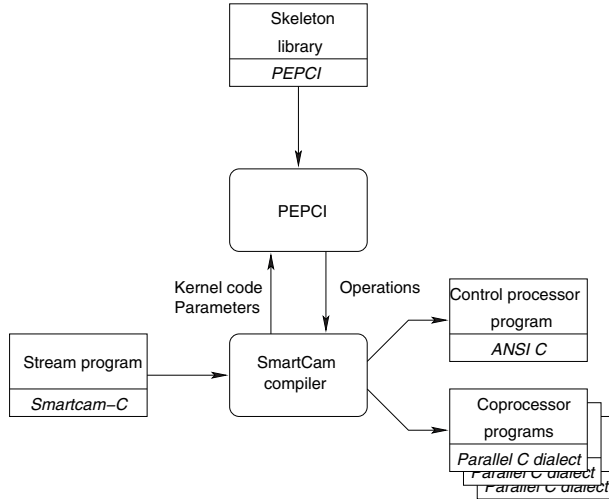 Skeleton
library
PEPCI
PEPCI
Kernel code
Parameters
Operations
Control processor
program
ANSI C
Stream program
Smartcam–C
SmartCam
compiler
Coprocessor
programs
Parallel C dialect
Parallel C dialect
Parallel C dialect